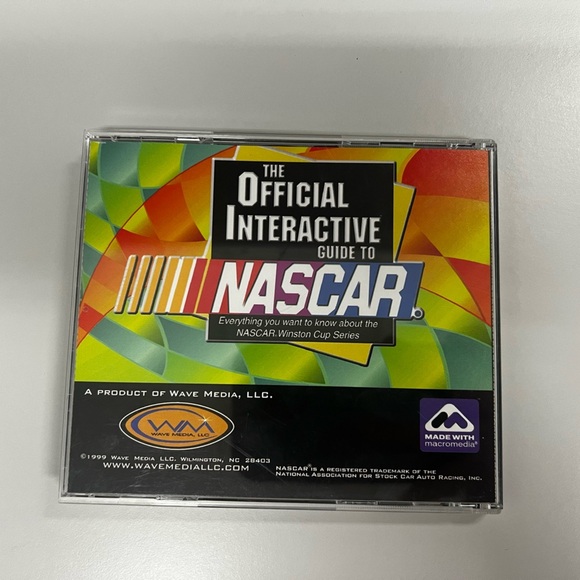 THE
OFFICIAL
INTERACTIVE
GUIDE TO
NASCAR®
Everything you want to know about the
NASCAR® Winston Cup Series
A PRODUCT OF WAVE MEDIA, LLC.
WM
WAVE MEDIA, LLC
MADE WITH
macromedia®
©1999 WAVE MEDIA LLC. WILMINGTON, NC 28403
WWW.WAVEMEDIALLC.COM
NASCAR® IS A REGISTERED TRADEMARK OF THE
NATIONAL ASSOCIATION FOR STOCK CAR AUTO RACING, INC.